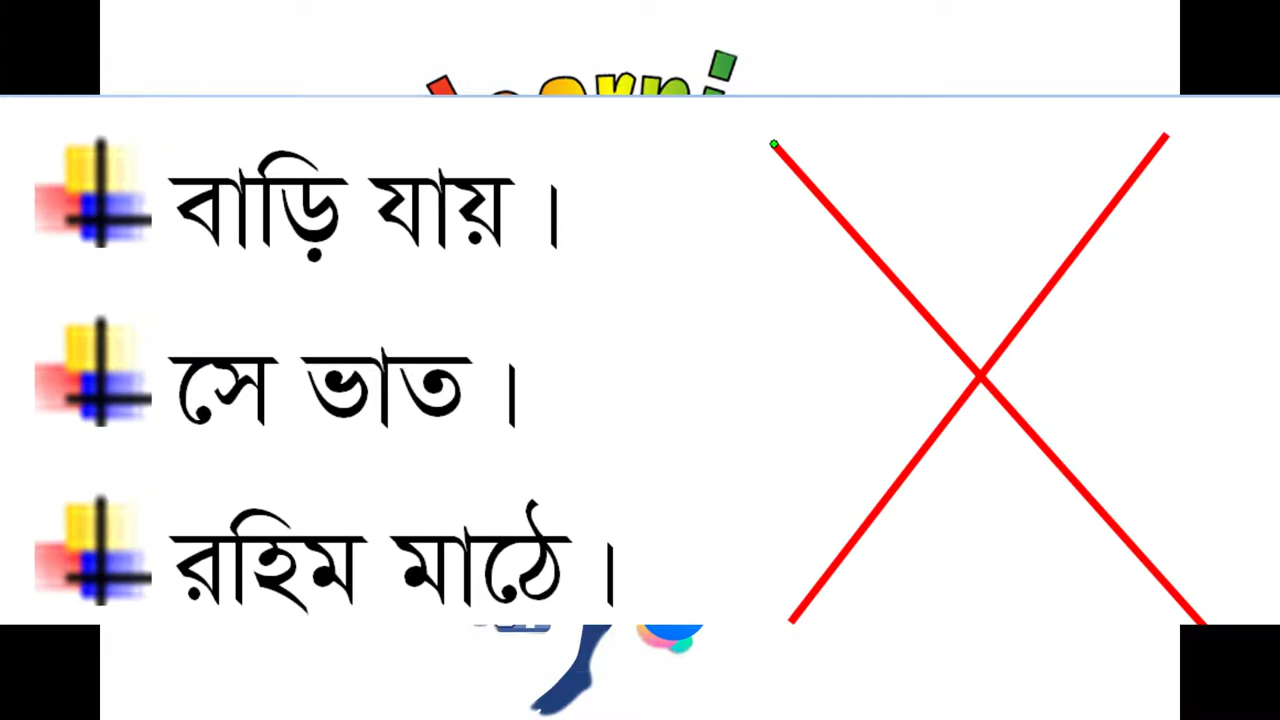 বাড়ি যায়।
সে ভাত।
রহিম মাঠে।